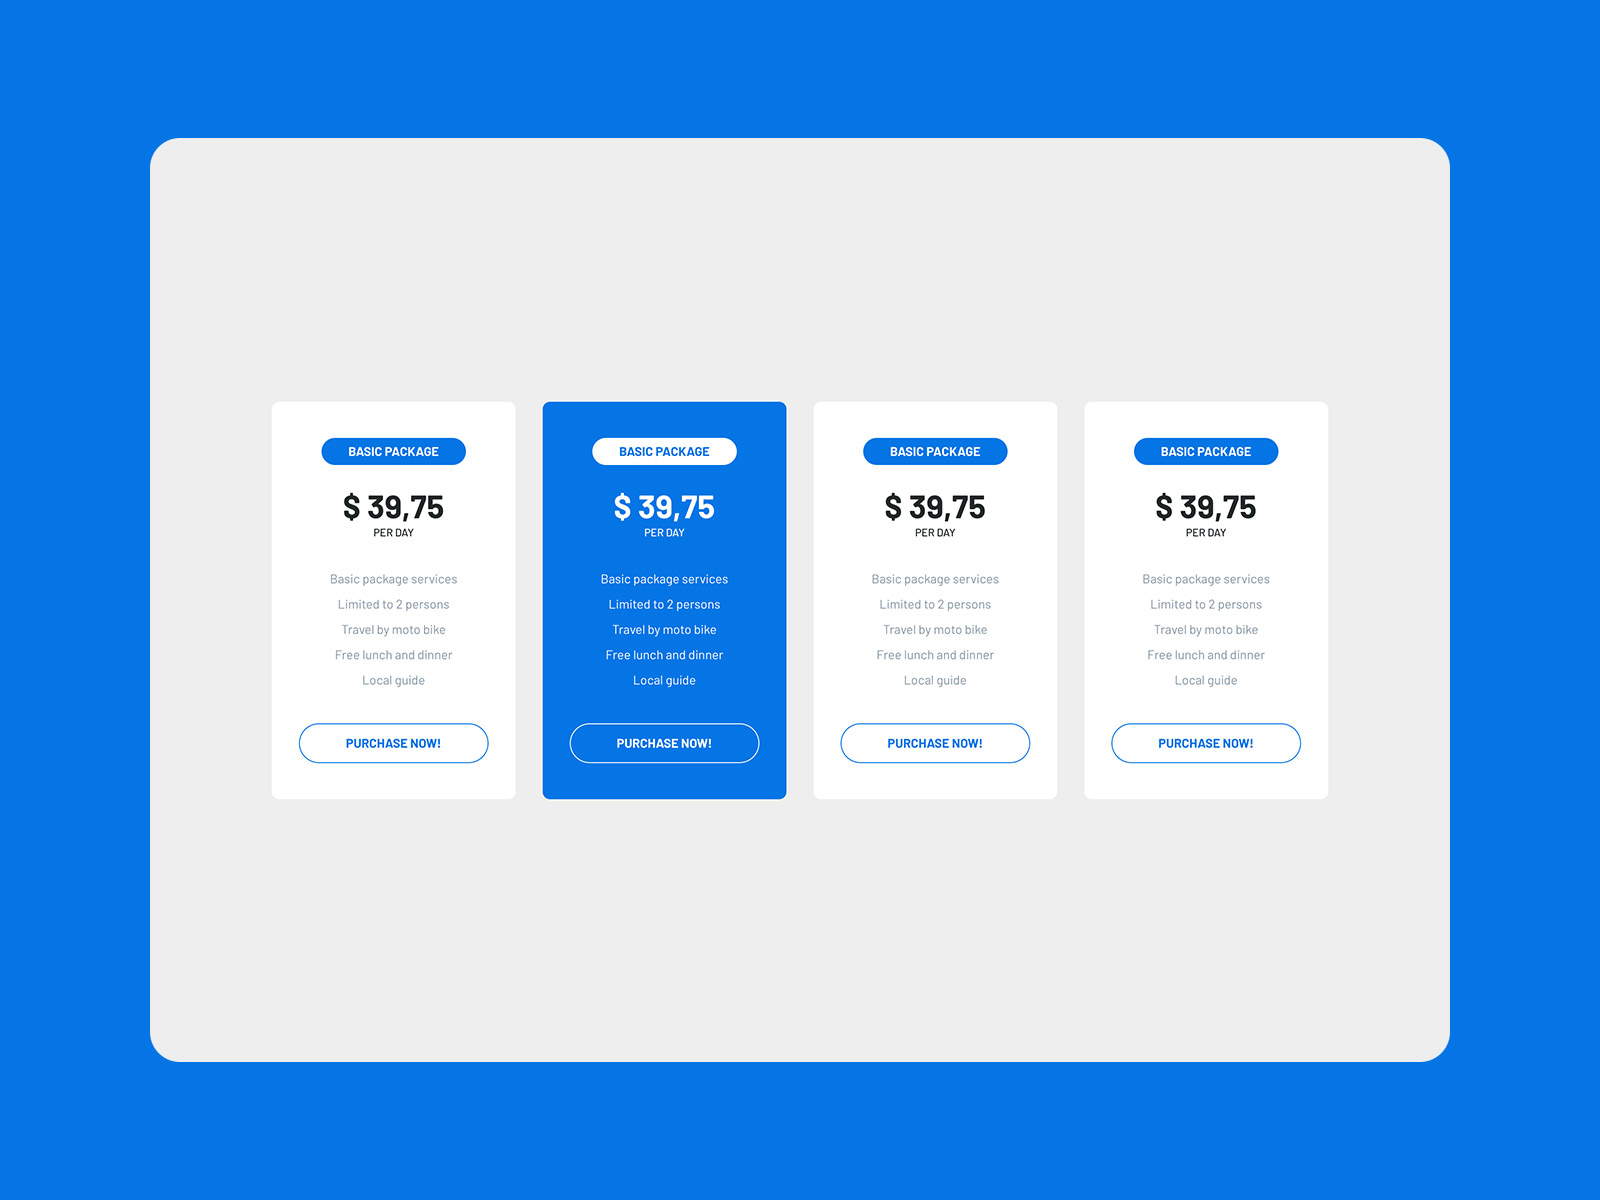 BASIC PACKAGE
$ 39,75
PER DAY
Basic package services
Limited to 2 persons
Travel by moto bike
Free lunch and dinner
Local guide
PURCHASE NOW!
BASIC PACKAGE
$ 39,75
PER DAY
Basic package services
Limited to 2 persons
Travel by moto bike
Free lunch and dinner
Local guide
PURCHASE NOW!
BASIC PACKAGE
$ 39,75
PER DAY
Basic package services
Limited to 2 persons
Travel by moto bike
Free lunch and dinner
Local guide
PURCHASE NOW!
BASIC PACKAGE
$ 39,75
PER DAY
Basic package services
Limited to 2 persons
Travel by moto bike
Free lunch and dinner
Local guide
PURCHASE NOW!